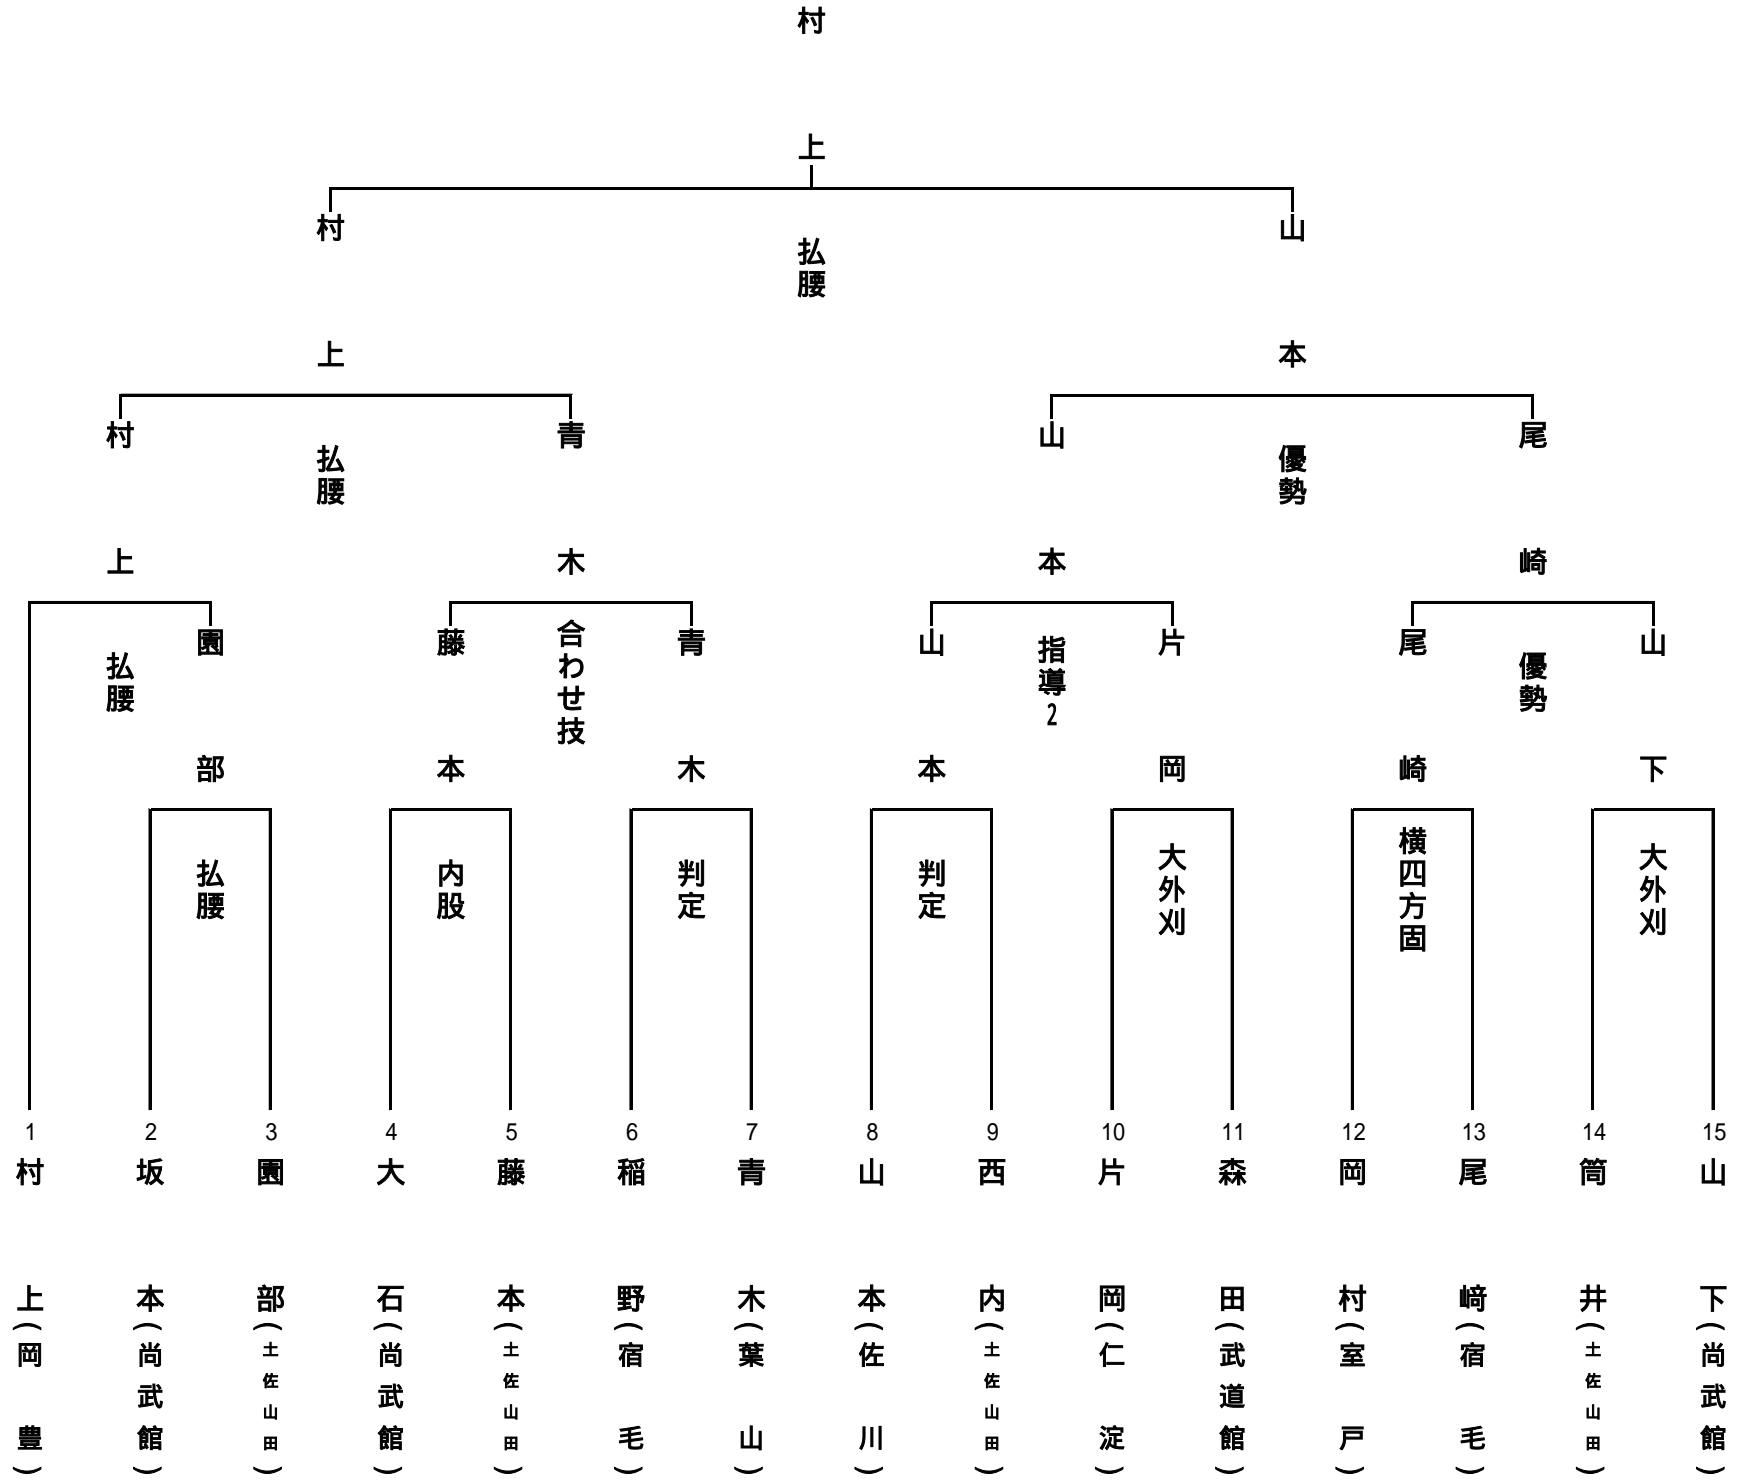 村上
払腰
村上
山本
払腰
優勢
村上
青木
山本
尾崎
払腰
合わせ技
指導2
優勢
園部
藤本
青木
山本
片岡
尾崎
山下
払腰
内股
判定
判定
大外刈
横四方固
大外刈
1 村上(岡豊)
2 坂本(尚武館)
3 園部(土佐山田)
4 大石(尚武館)
5 藤本(土佐山田)
6 稲野(宿毛)
7 青木(葉山)
8 山本(佐川)
9 西内(土佐山田)
10 片岡(仁淀)
11 森田(武道館)
12 岡村(室戸)
13 尾﨑(宿毛)
14 筒井(土佐山田)
15 山下(尚武館)